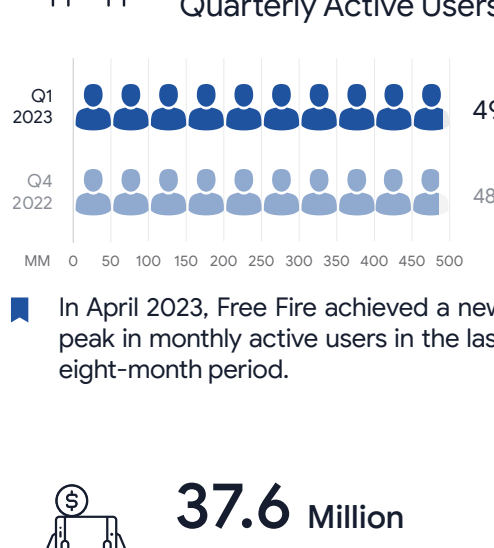 Quarterly Active Users
Q1
2023
Q4
2022
MM 0 50 100 150 200 250 300 350 400 450 500
In April 2023, Free Fire achieved a new
peak in monthly active users in the
eight-month period.
$
37.6 Million